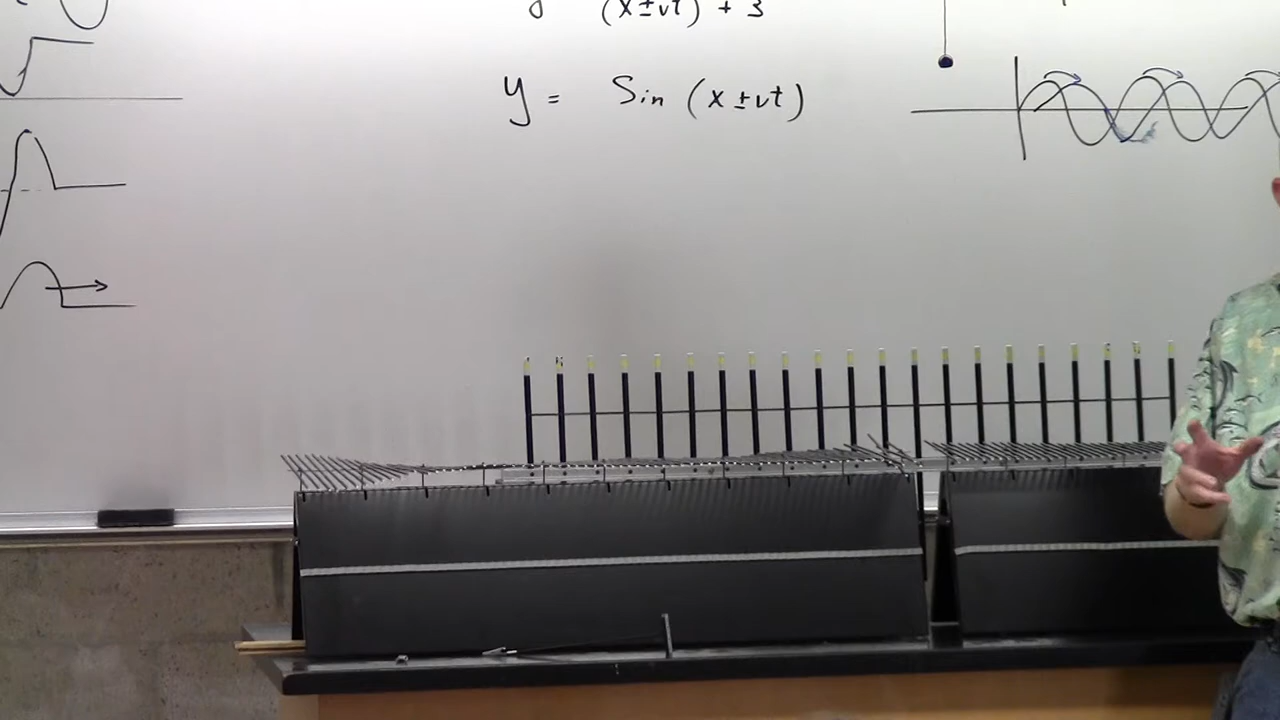 (x±vt) + 3
y = Sin (x±vt)